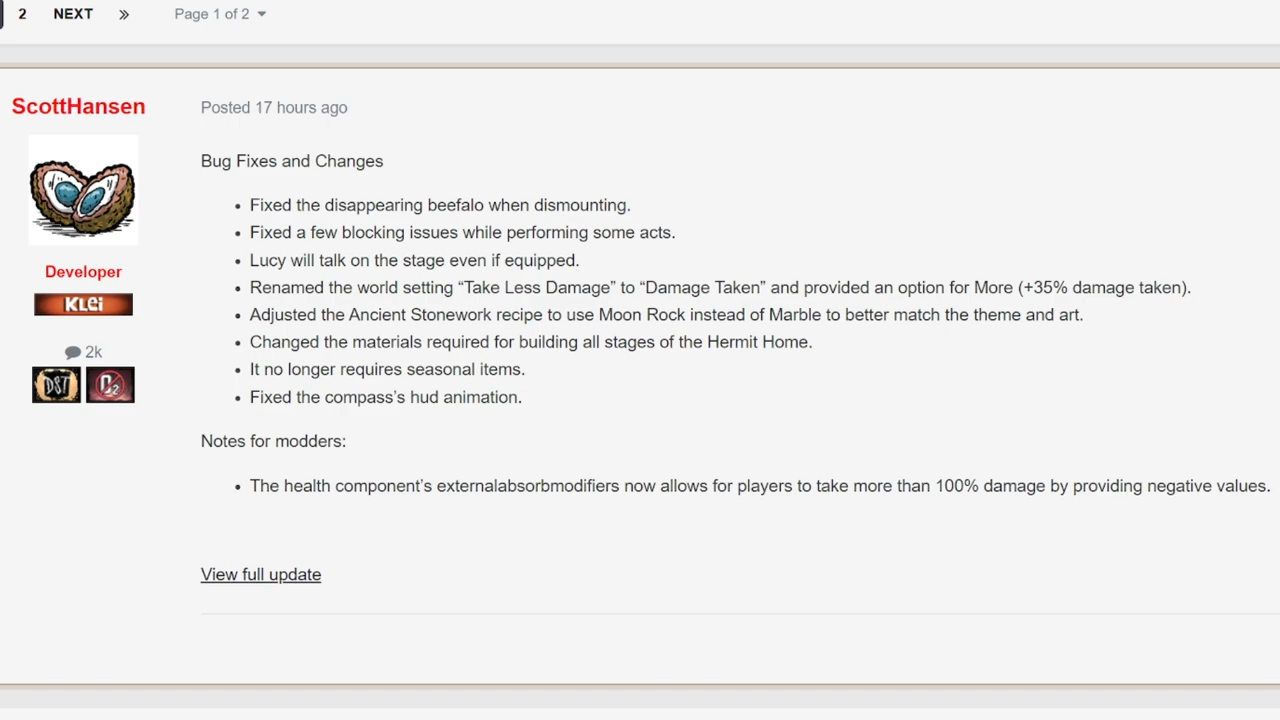 2 NEXT » Page 1 of 2
ScottHansen
Posted 17 hours ago
Bug Fixes and Changes
• Fixed the disappearing beefalo when dismounting.
• Fixed a few blocking issues while performing some acts.
• Lucy will talk on the stage even if equipped.
Developer
• Renamed the world setting “Take Less Damage” to “Damage Taken” and provided an option for More (+35% damage taken).
KLei
• Adjusted the Ancient Stonework recipe to use Moon Rock instead of Marble to better match the theme and art.
• Changed the materials required for building all stages of the Hermit Home.
2k
• It no longer requires seasonal items.
DST
• Fixed the compass’s hud animation.
Notes for modders:
• The health component’s externalabsorbmodifiers now allows for players to take more than 100% damage by providing negative values.
View full update